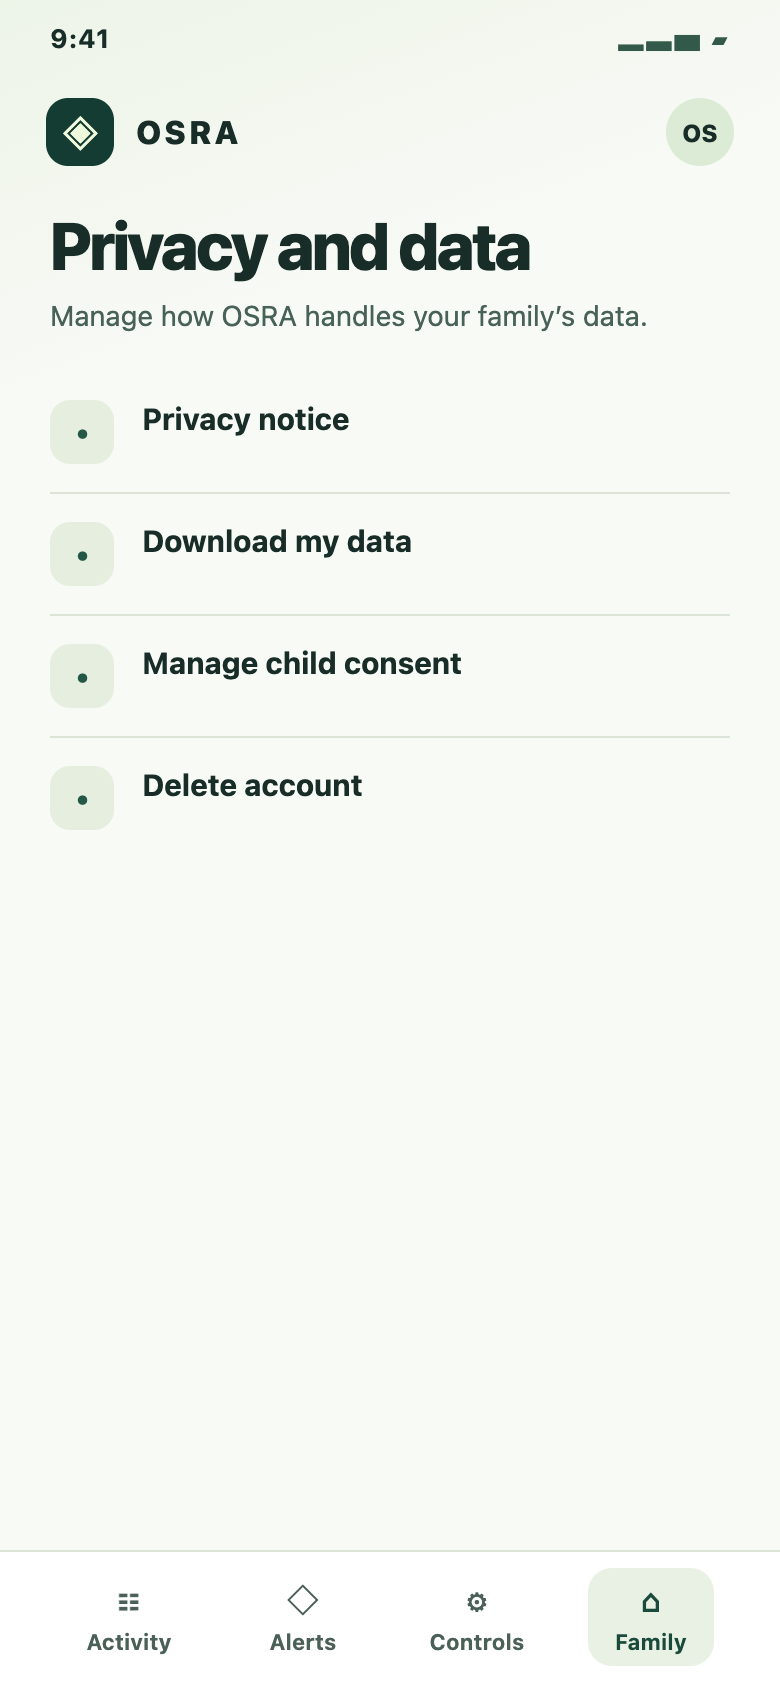 9:41
OSRA
OS
Privacy and data
Manage how OSRA handles your family’s data.
Privacy notice
Download my data
Manage child consent
Delete account
Activity
Alerts
Controls
Family